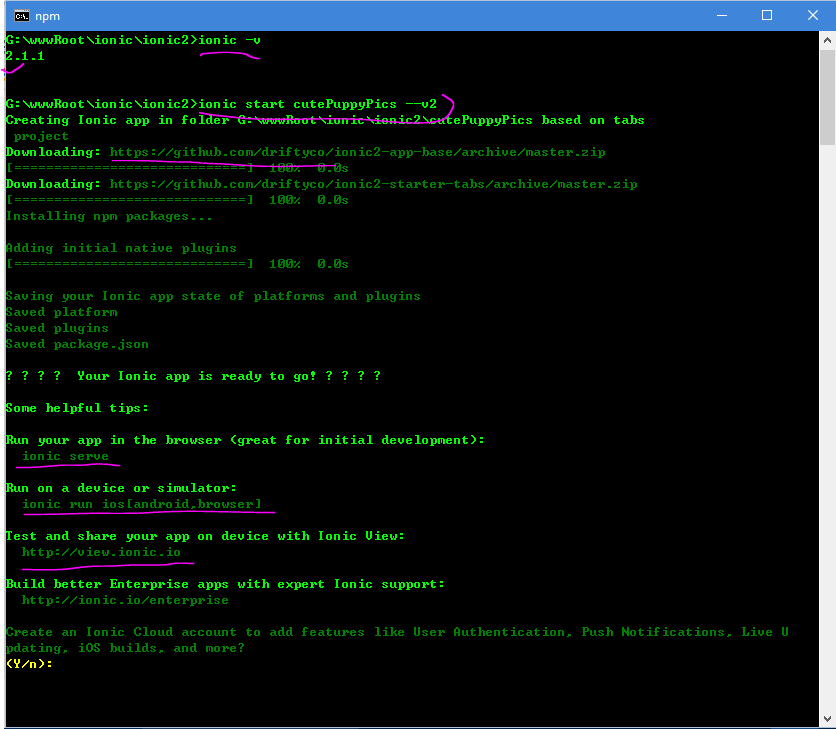 npm
G:\wwwRoot\ionic\ionic2>ionic -v
2.1.1
G:\wwwRoot\ionic\ionic2>ionic start cutePuppyPics --v2
Creating Ionic app in folder G:\wwwRoot\ionic\ionic2\cutePuppyPics based on tabs
project
Downloading: https://github.com/driftyco/ionic2-app-base/archive/master.zip
[=============================]  100%  0.0s
Downloading: https://github.com/driftyco/ionic2-starter-tabs/archive/master.zip
[=============================]  100%  0.0s
Installing npm packages...
Adding initial native plugins
[=============================]  100%  0.0s
Saving your Ionic app state of platforms and plugins
Saved platform
Saved plugins
Saved package.json
? ? ? ?  Your Ionic app is ready to go! ? ? ? ?
Some helpful tips:
Run your app in the browser (great for initial development):
ionic serve
Run on a device or simulator:
ionic run ios[android,browser]
Test and share your app on device with Ionic View:
http://view.ionic.io
Build better Enterprise apps with expert Ionic support:
http://ionic.io/enterprise
Create an Ionic Cloud account to add features like User Authentication, Push Notifications, Live U
pdating, iOS builds, and more?
(Y/n):